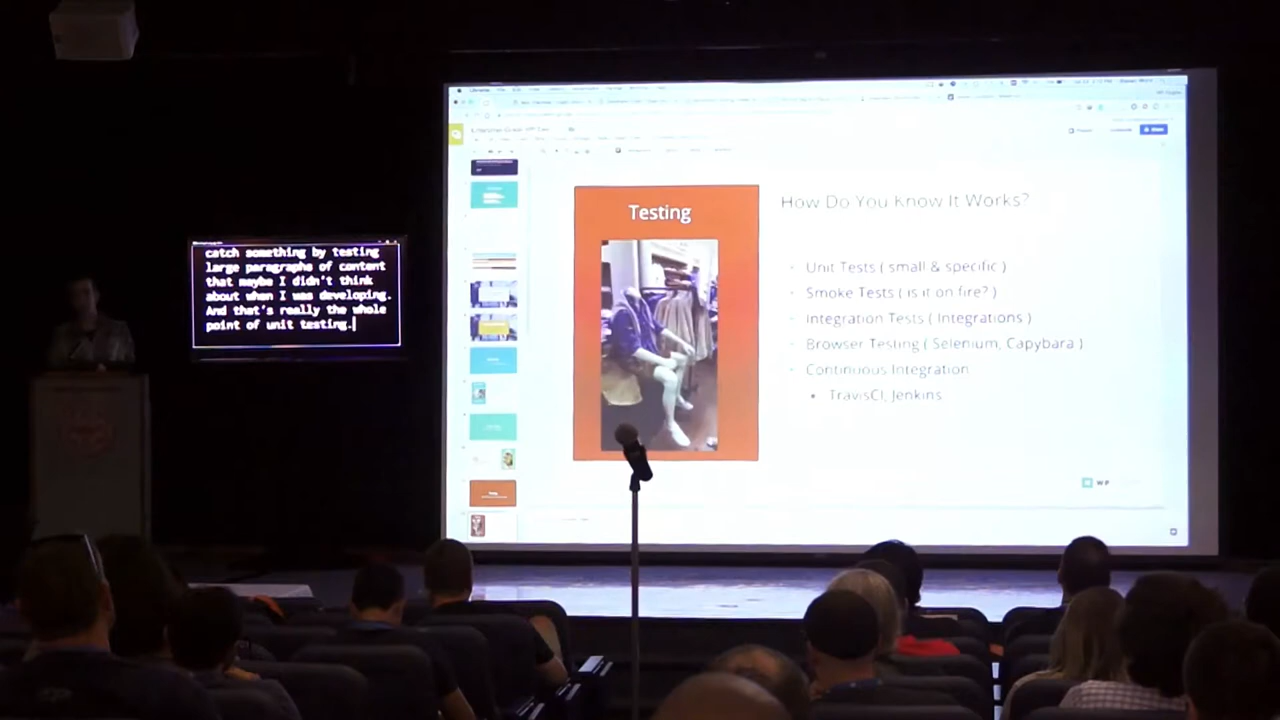 catch something by testing
large paragraphs of content
that maybe I didn't think
about when I was developing.
And that's really the whole
point of unit testing.
Testing
How Do You Know It Works?
Unit Tests ( small & specific )
Smoke Tests ( is it on fire? )
Integration Tests ( Integrations )
Browser Testing ( Selenium, Capybara )
Continuous Integration
TravisCI, Jenkins
WP